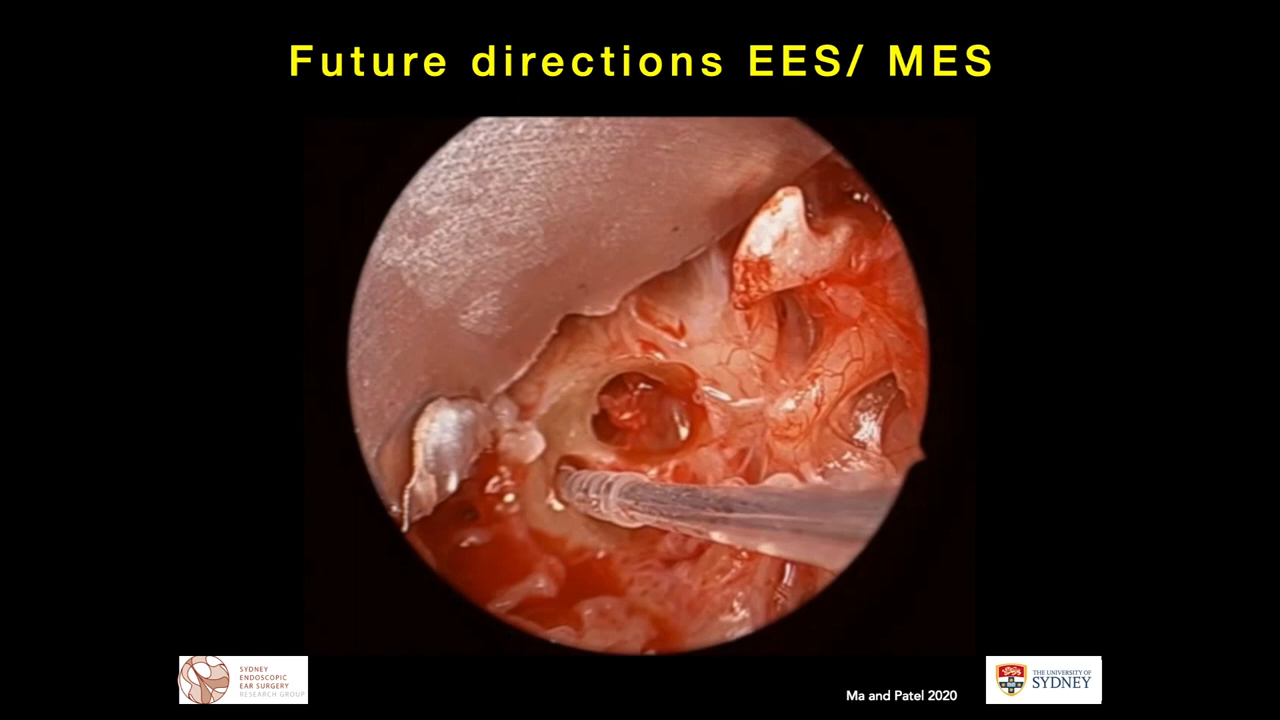 Future directions EES/ MES
SYDNEY
ENDOSCOPIC
EAR SURGERY
RESEARCH GROUP
Ma and Patel 2020
THE UNIVERSITY OF
SYDNEY